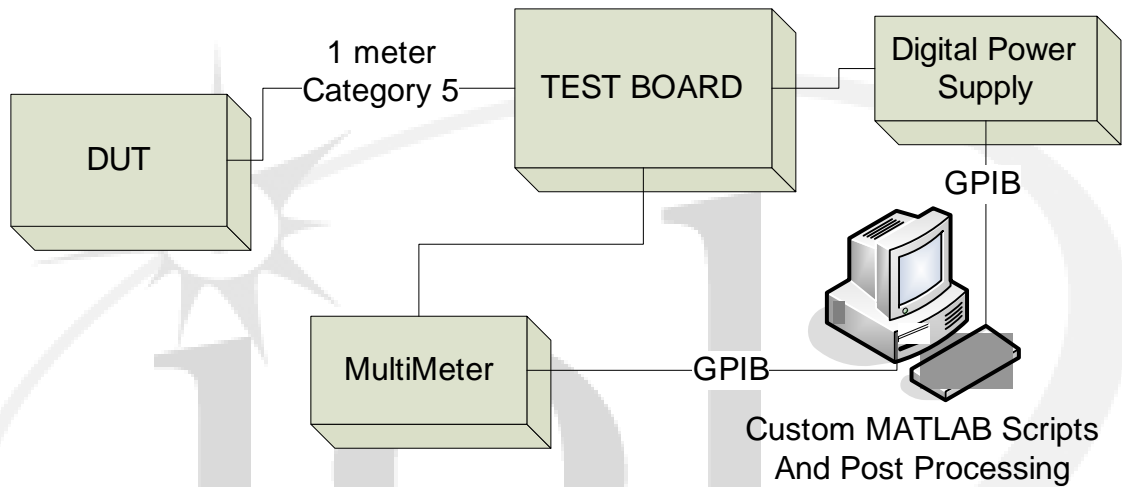 1 meter
Category 5
DUT
TEST BOARD
Digital Power
Supply
GPIB
MultiMeter
GPIB
Custom MATLAB Scripts
And Post Processing